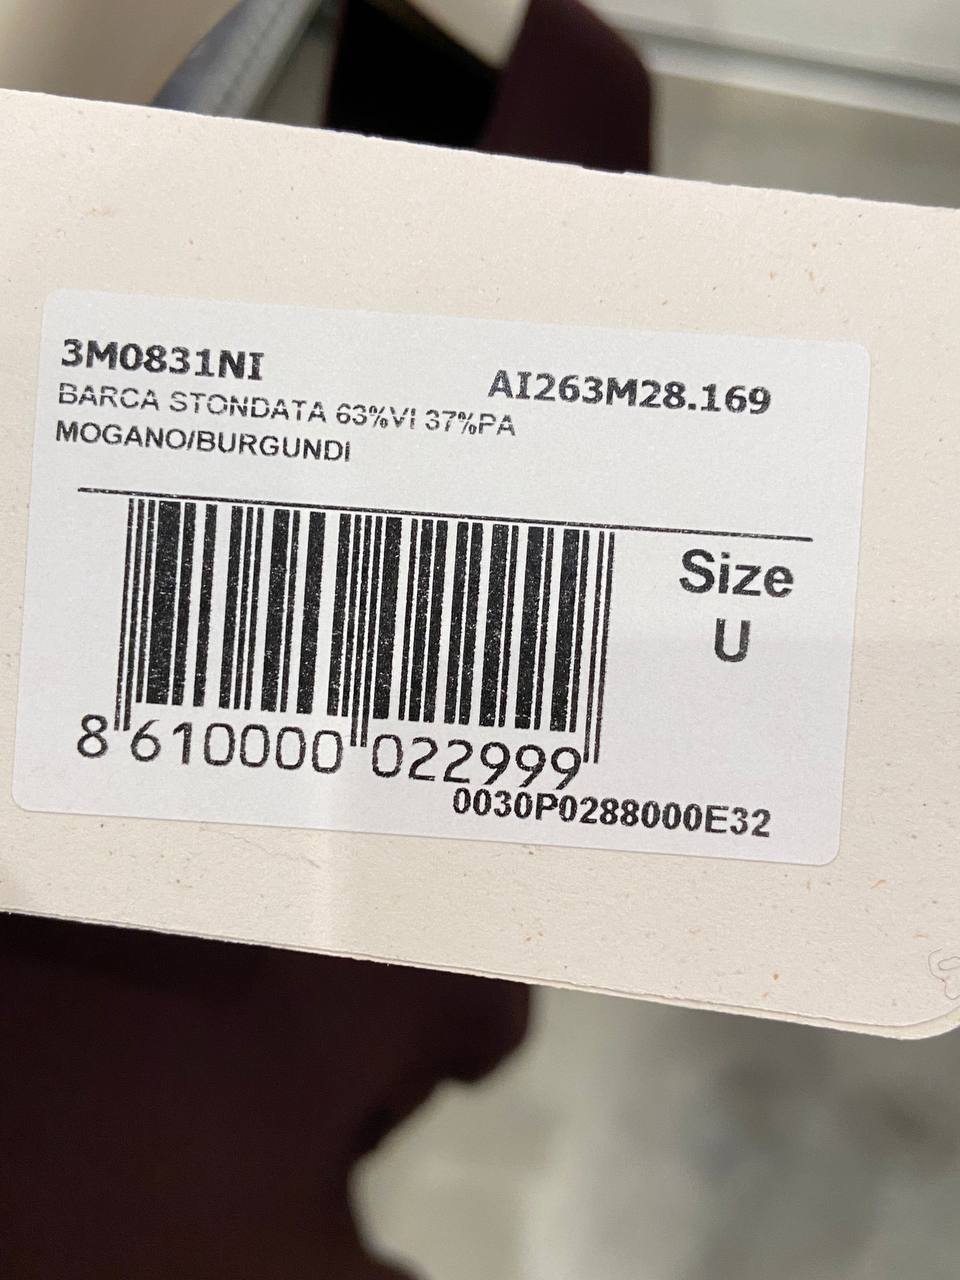 3M0831NI
AI263M28.169
BARCA STONDATA 63%VI 37%PA
MOGANO/BURGUNDI
Size
U
8 610000 022999
0030P0288000E32